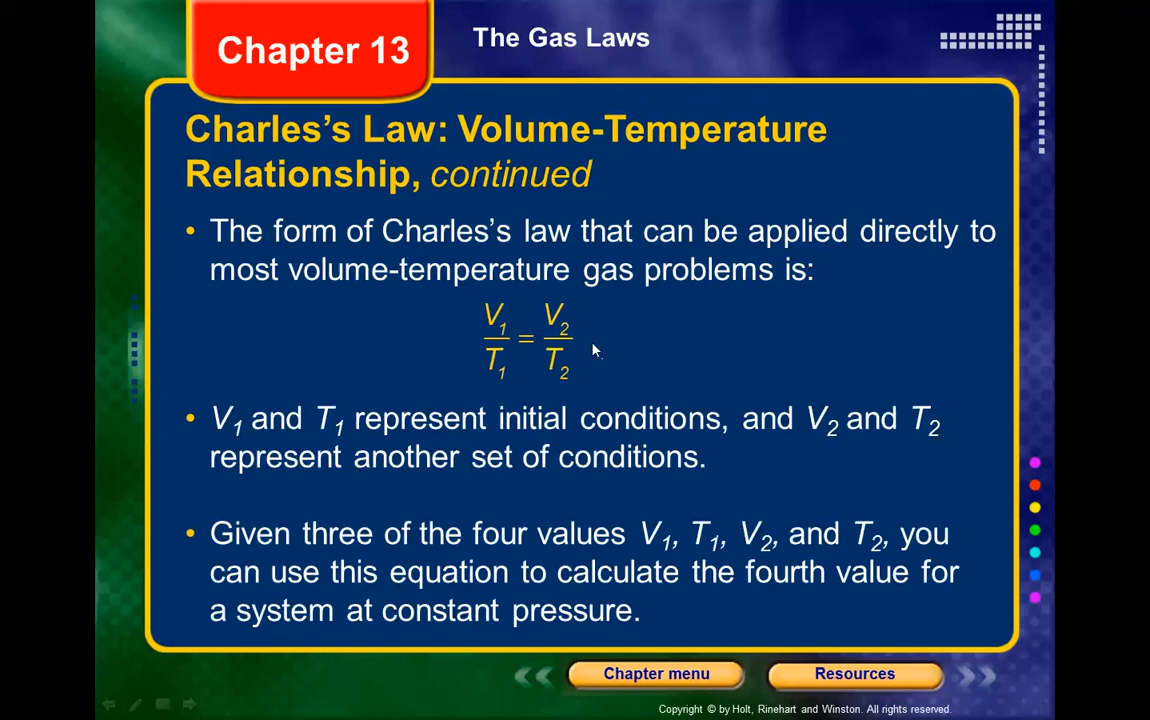 Chapter 13
The Gas Laws
Charles’s Law: Volume-Temperature
Relationship, continued
• The form of Charles’s law that can be applied directly to
most volume-temperature gas problems is:
V₁/T₁ = V₂/T₂
• V₁ and T₁ represent initial conditions, and V₂ and T₂
represent another set of conditions.
• Given three of the four values V₁, T₁, V₂, and T₂, you
can use this equation to calculate the fourth value for
a system at constant pressure.
Chapter menu
Resources
Copyright © by Holt, Rinehart and Winston. All rights reserved.